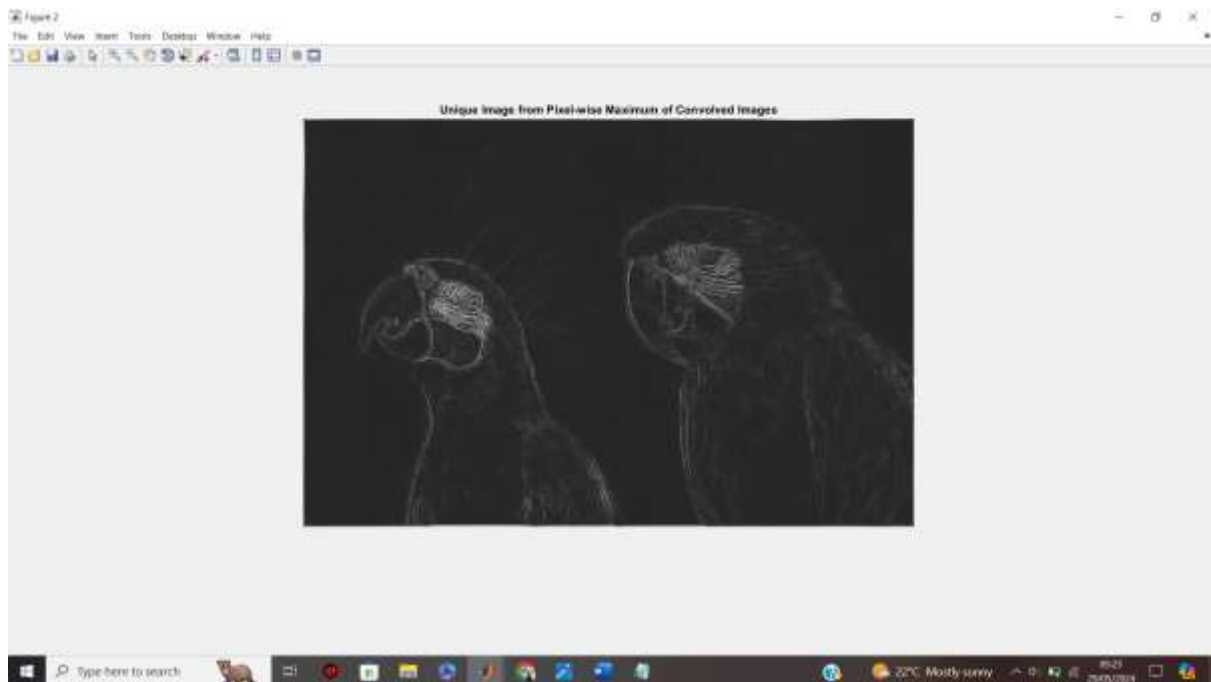 Figure 2
File Edit View Insert Tools Desktop Window Help
Unique Image from Pixel-wise Maximum of Convolved Images
Type here to search
22°C Mostly sunny